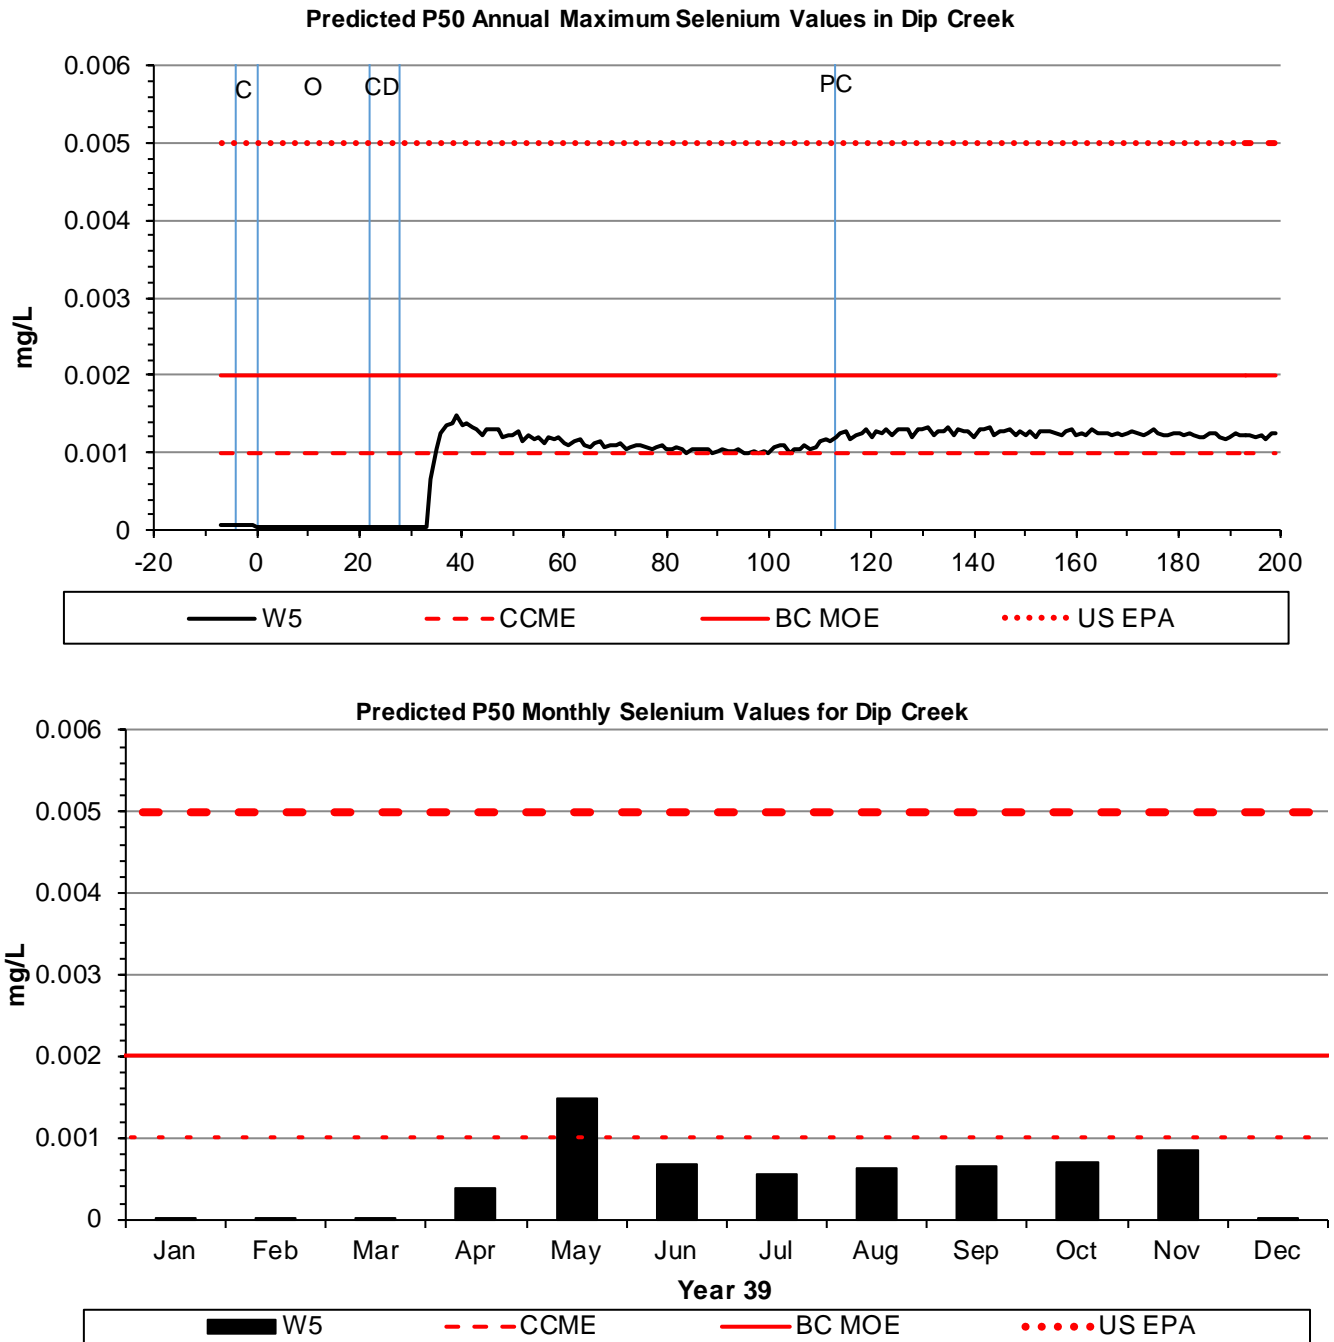 Predicted P50 Annual Maximum Selenium Values in Dip Creek
0.006
C O CD PC
0.005
0.004
0.003
mg/L
0.002
0.001
0
-20 0 20 40 60 80 100 120 140 160 180 200
W5 CCME BC MOE US EPA
Predicted P50 Monthly Selenium Values for Dip Creek
0.006
0.005
0.004
mg/L
0.003
0.002
0.001
0
Jan Feb Mar Apr May Jun Jul Aug Sep Oct Nov Dec
Year 39
W5 CCME BC MOE US EPA